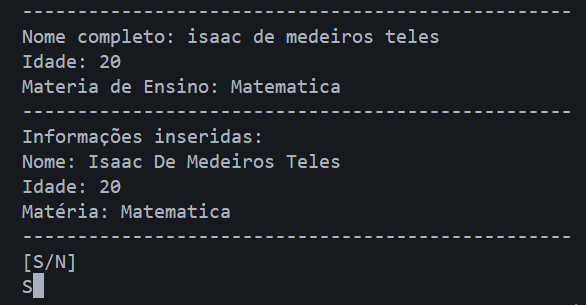 --------------------------------------------------
Nome completo: isaac de medeiros teles
Idade: 20
Materia de Ensino: Matematica
--------------------------------------------------
Informações inseridas:
Nome: Isaac De Medeiros Teles
Idade: 20
Matéria: Matematica
--------------------------------------------------
[S/N]
S